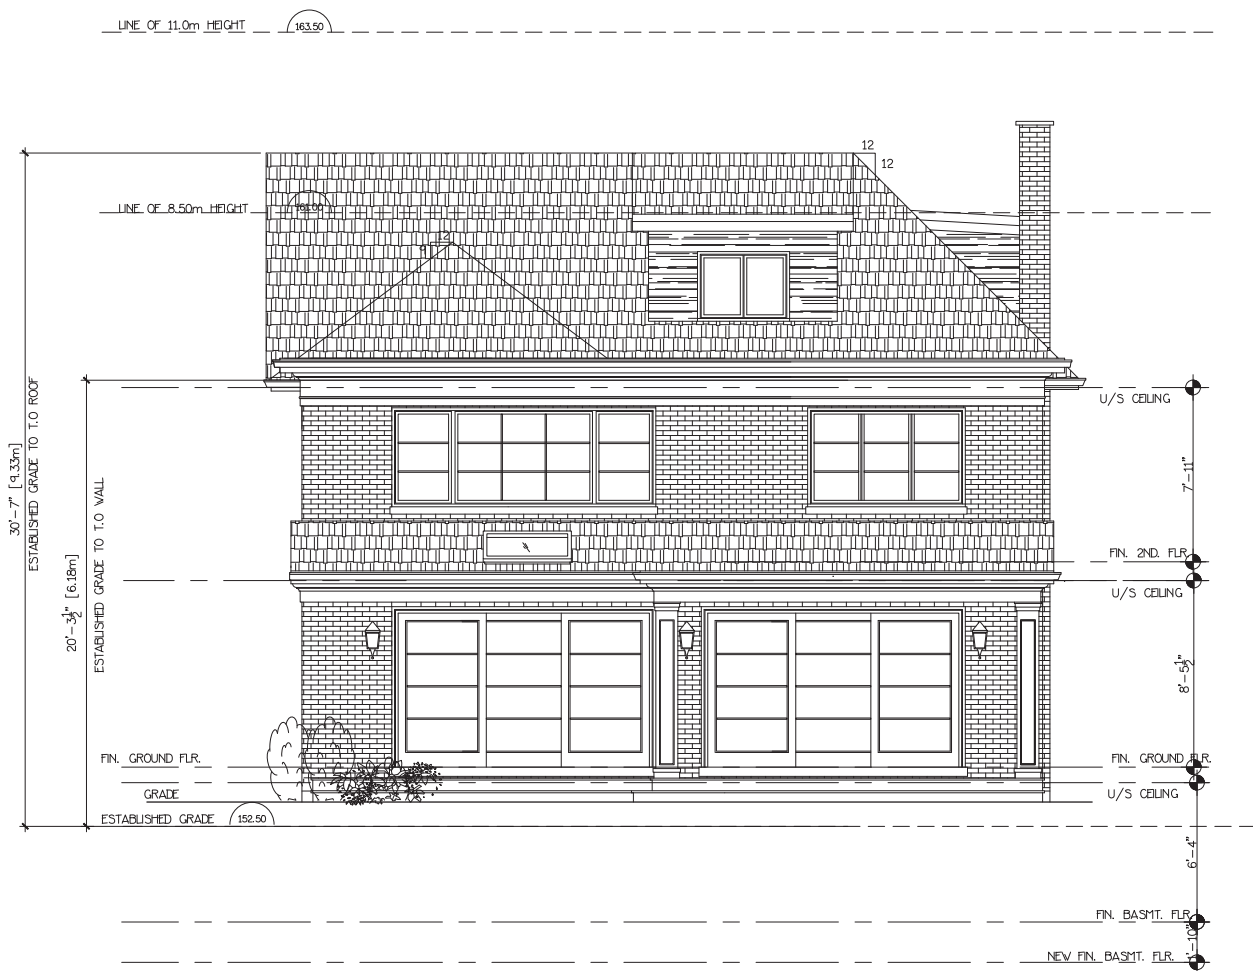 LINE OF 11.0m HEIGHT 163.50
12
12
LINE OF 8.50m HEIGHT 161.00
12
9
U/S CEILING
7'-11"
30'-7" [9.33m]
ESTABLISHED GRADE TO T.O ROOF
20'-3½" [6.18m]
ESTABLISHED GRADE TO T.O WALL
FIN. 2ND. FLR
U/S CEILING
8'-5½"
FIN. GROUND FLR.
FIN. GROUND FLR.
GRADE
U/S CEILING
ESTABLISHED GRADE 152.50
6'-4"
FIN. BASMT. FLR
NEW FIN. BASMT. FLR.